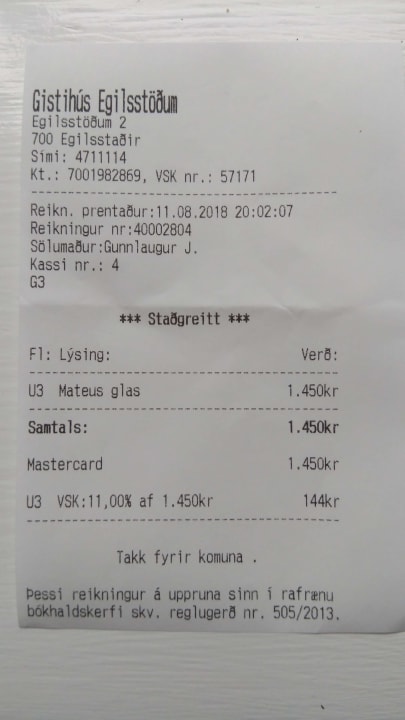 Gistihús Egilsstöðum
Egilsstöðum 2
700 Egilsstaðir
Sími: 4711114
Kt.: 7001982869, VSK nr.: 57171
Reikn. prentaður:11.08.2018 20:02:07
Reikningur nr:40002804
Sölumaður:Gunnlaugur J.
Kassi nr.: 4
G3
*** Staðgreitt ***
Fl: Lýsing: Verð:
U3 Mateus glas 1.450kr
Samtals: 1.450kr
Mastercard 1.450kr
U3 VSK:11,00% af 1.450kr 144kr
Takk fyrir komuna .
Þessi reikningur á uppruna sinn í rafrænu
bókhaldskerfi skv. reglugerð nr. 505/2013.